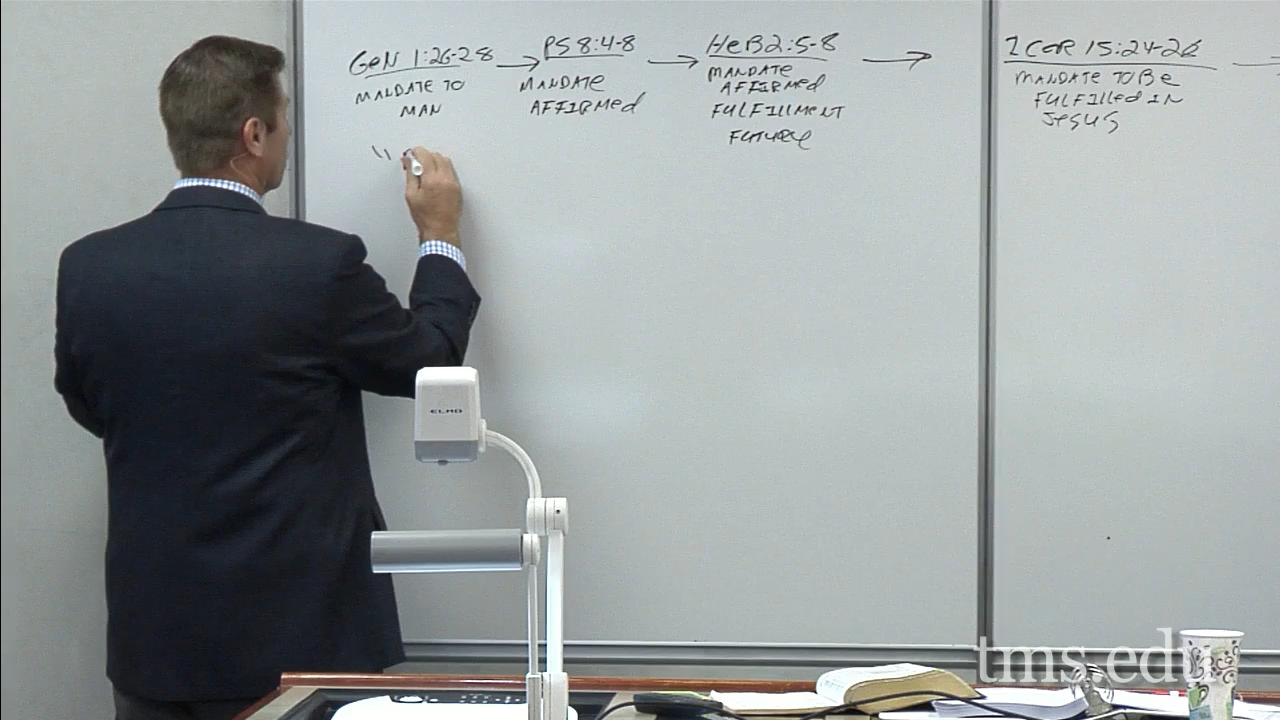 GEN 1:26-28 → PS 8:4-8 → HEB 2:5-8 → 1 COR 15:24-26 →
MANDATE TO
MAN
MANDATE
AFFIRMED
MANDATE
AFFIRMED
FULFILLMENT
FUTURE
MANDATE TO BE
FULFILLED IN
JESUS
"
ELMO
tms.edu